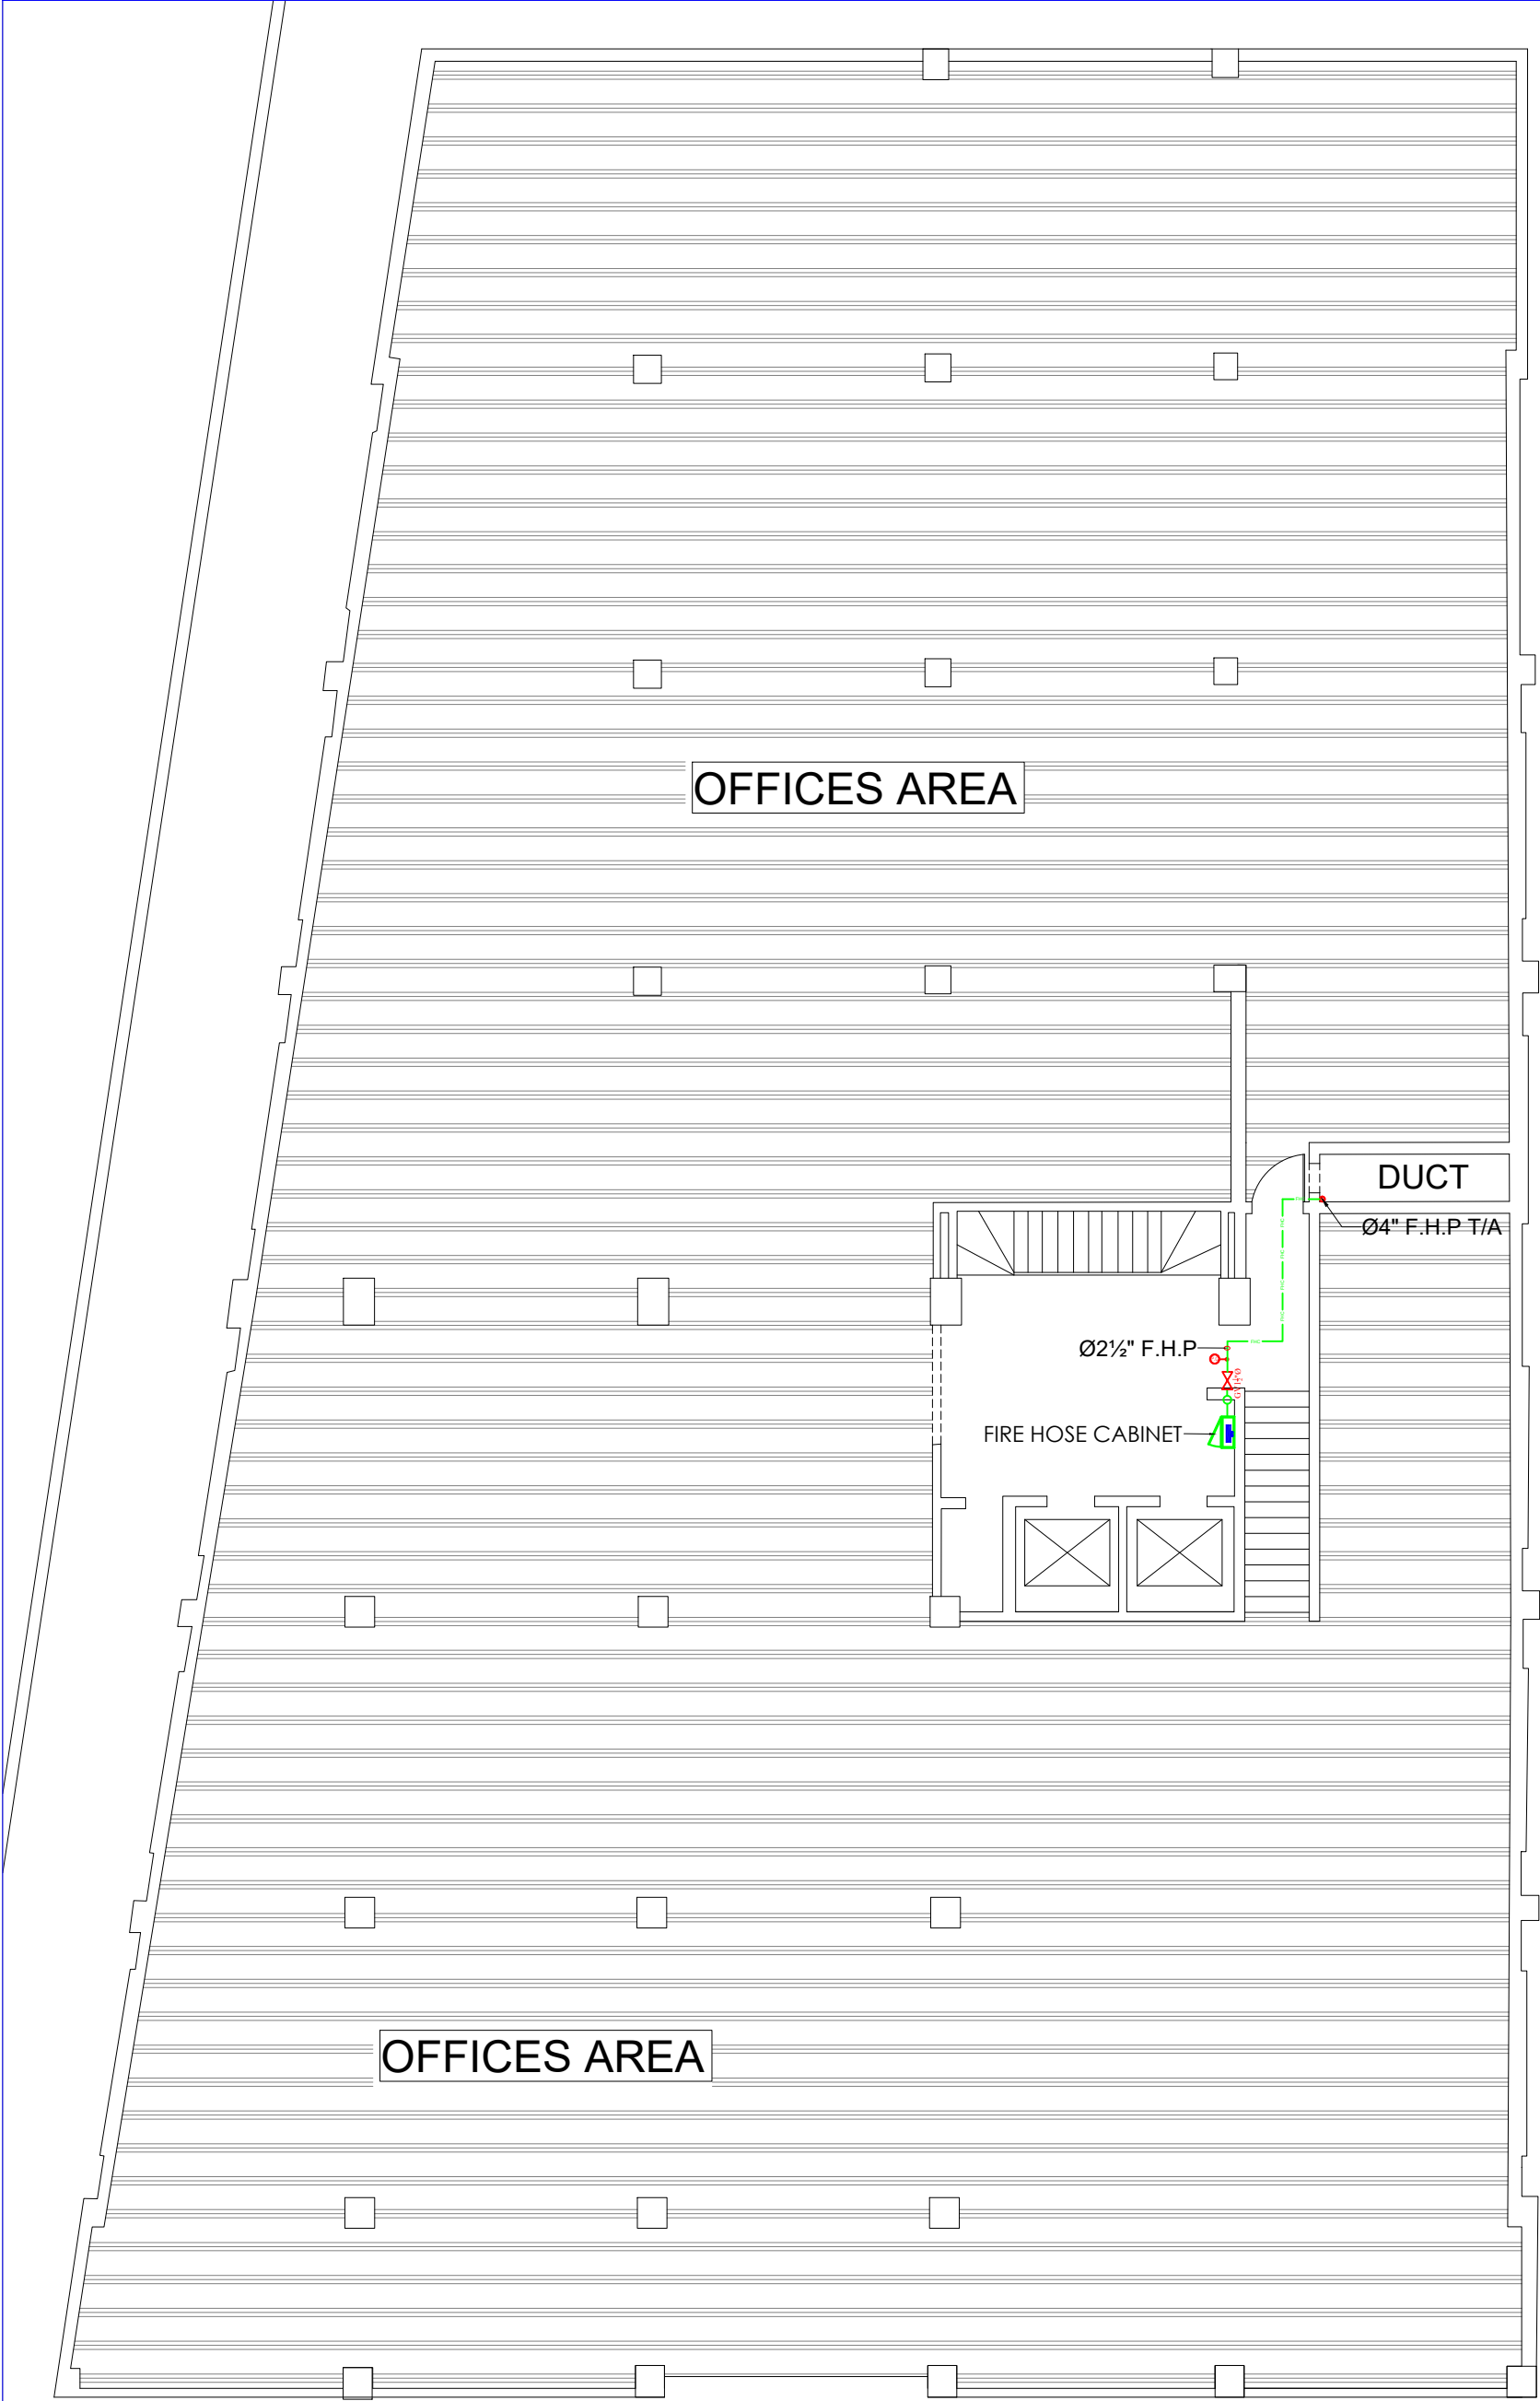 OFFICES AREA
DUCT
Ø4" F.H.P T/A
Ø2½" F.H.P
FIRE HOSE CABINET
OFFICES AREA